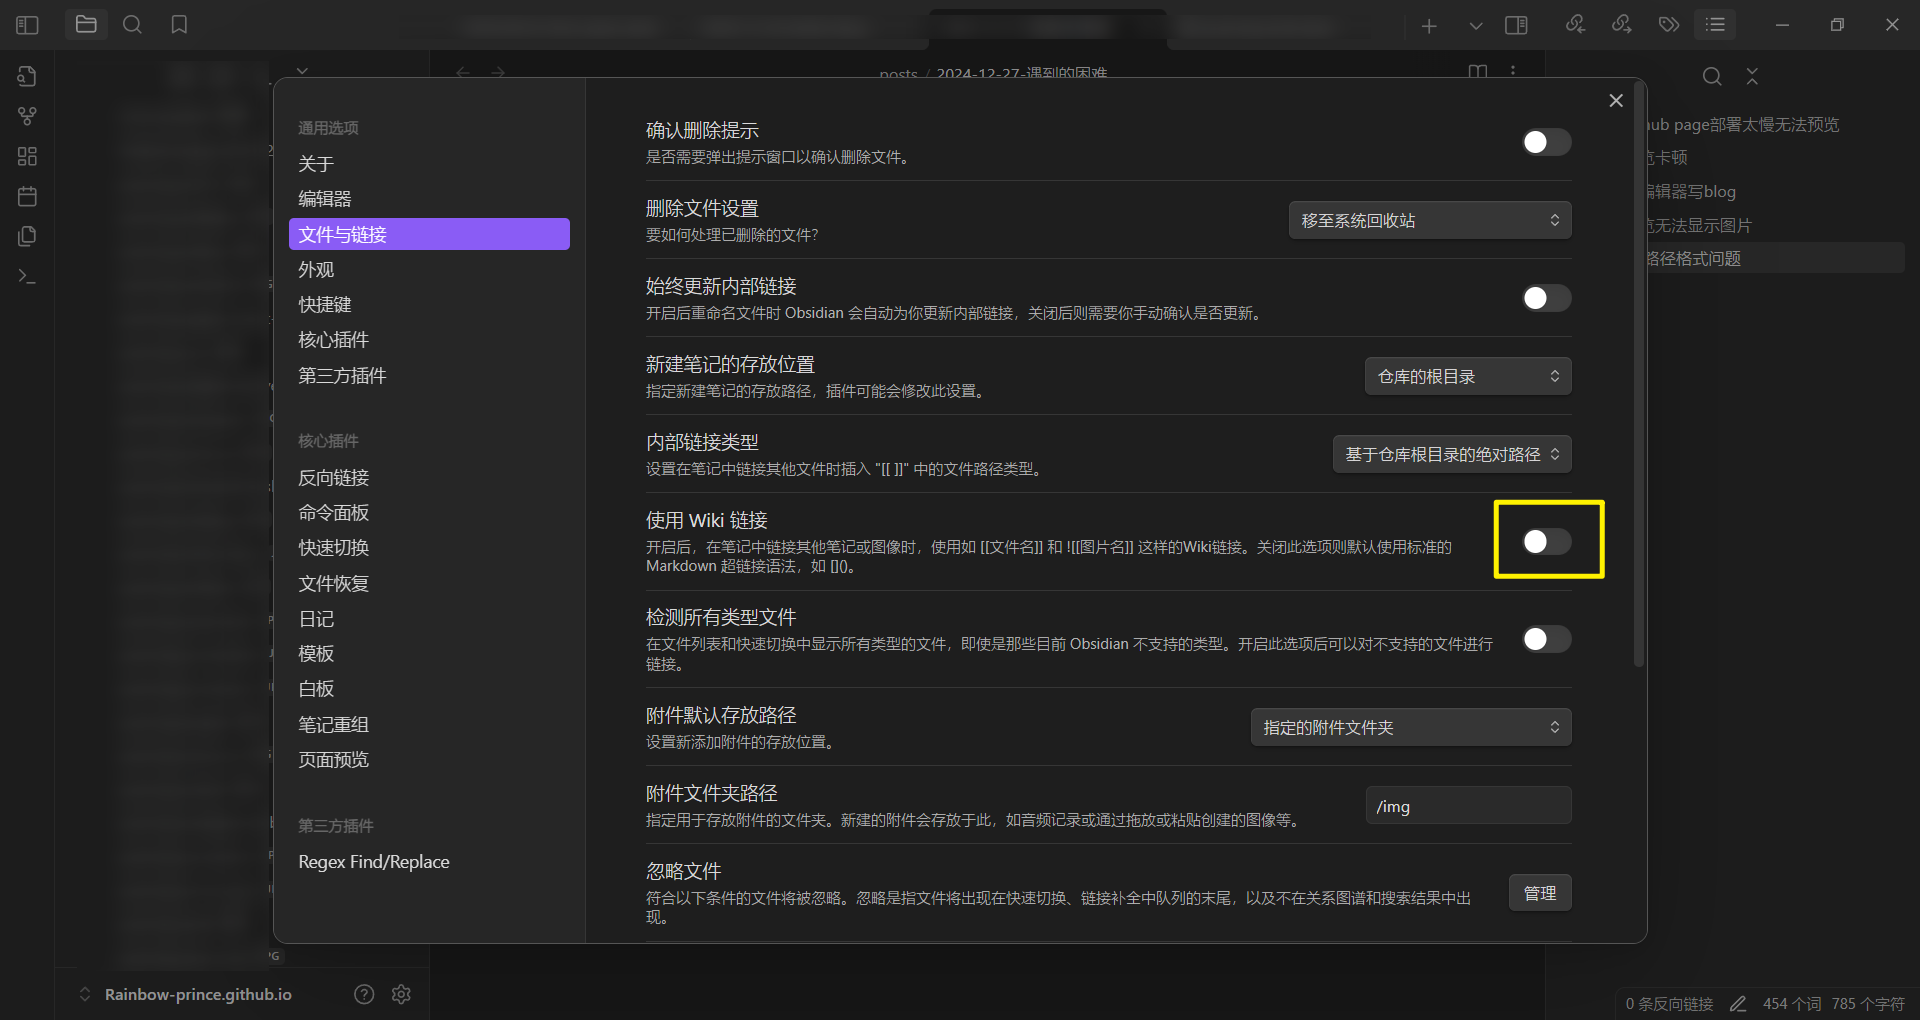 posts / 2024-12-27-遇到的困难
通用选项
关于
编辑器
文件与链接
外观
快捷键
核心插件
第三方插件
核心插件
反向链接
命令面板
快速切换
文件恢复
日记
模板
白板
笔记重组
页面预览
第三方插件
Regex Find/Replace
确认删除提示
是否需要弹出提示窗口以确认删除文件。
删除文件设置
要如何处理已删除的文件?
移至系统回收站
始终更新内部链接
开启后重命名文件时 Obsidian 会自动为你更新内部链接，关闭后则需要你手动确认是否更新。
新建笔记的存放位置
指定新建笔记的存放路径，插件可能会修改此设置。
仓库的根目录
内部链接类型
设置在笔记中链接其他文件时插入 "[[ ]]" 中的文件路径类型。
基于仓库根目录的绝对路径
使用 Wiki 链接
开启后，在笔记中链接其他笔记或图像时，使用如 [[文件名]] 和 ![[图片名]] 这样的Wiki链接。关闭此选项则默认使用标准的
Markdown 超链接语法，如 []()。
检测所有类型文件
在文件列表和快速切换中显示所有类型的文件，即使是那些目前 Obsidian 不支持的类型。开启此选项后可以对不支持的文件进行
链接。
附件默认存放路径
设置新添加附件的存放位置。
指定的附件文件夹
附件文件夹路径
指定用于存放附件的文件夹。新建的附件会存放于此，如音频记录或通过拖放或粘贴创建的图像等。
/img
忽略文件
符合以下条件的文件将被忽略。忽略是指文件将出现在快速切换、链接补全中队列的末尾，以及不在关系图谱和搜索结果中出
现。
管理
ub page部署太慢无法预览
卡顿
编辑器写blog
无法显示图片
路径格式问题
Rainbow-prince.github.io
0 条反向链接 454 个词 785 个字符